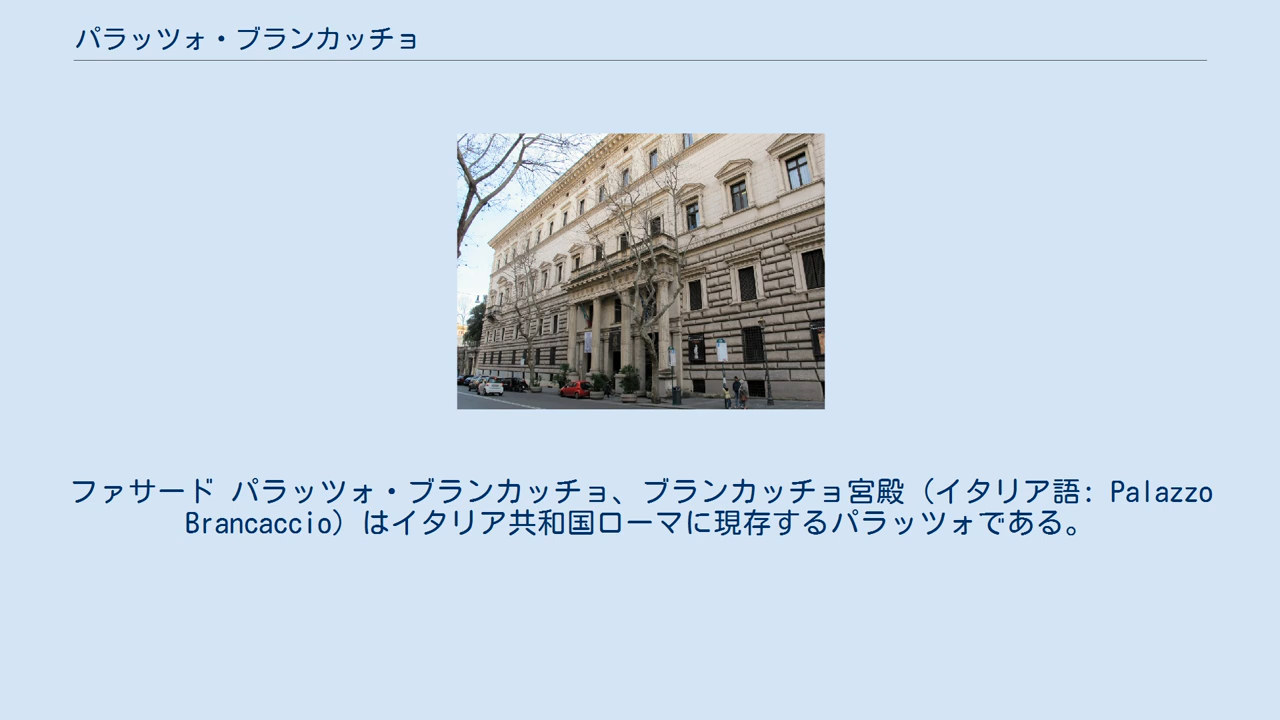 パラッツォ・ブランカッチョ
ファサード パラッツォ・ブランカッチョ、ブランカッチョ宮殿（イタリア語: Palazzo
Brancaccio）はイタリア共和国ローマに現存するパラッツォである。